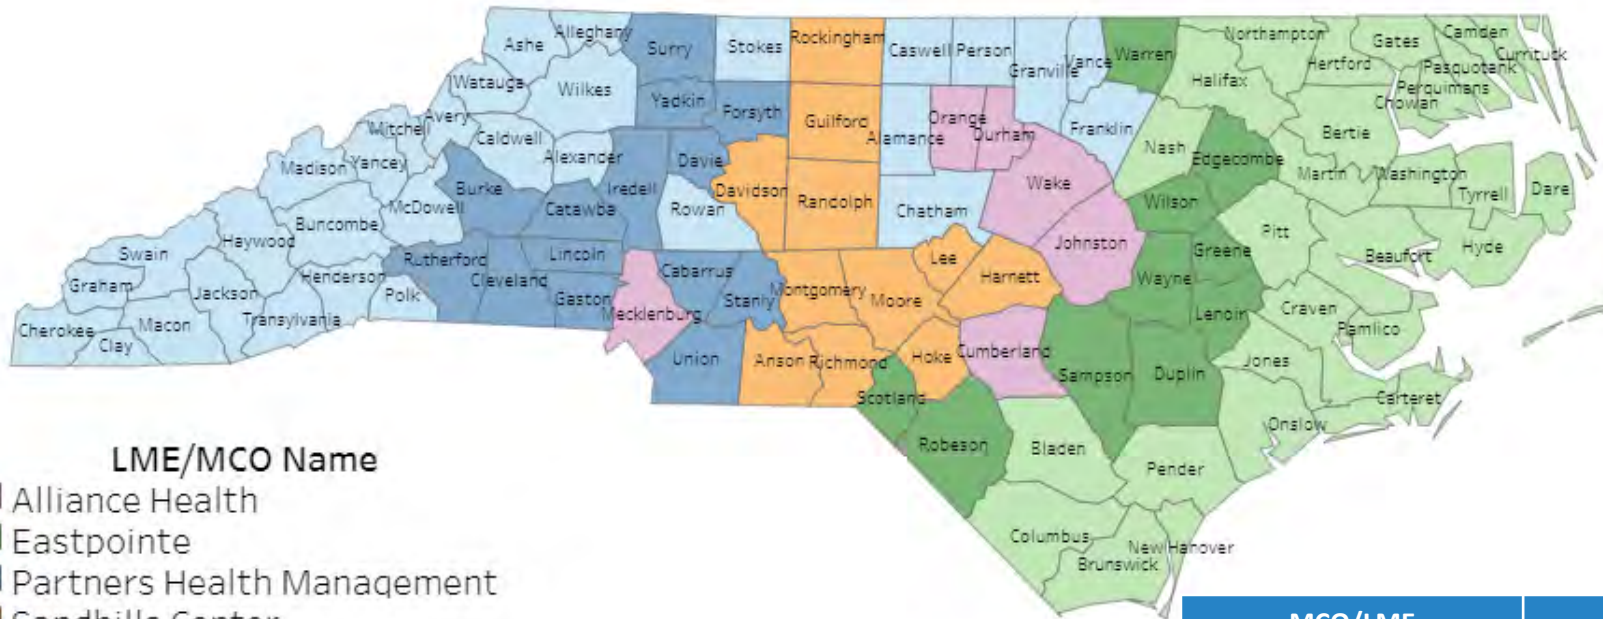 Ashe
Alleghany
Surry
Stokes
Rockingham
Caswell
Person
Granville
Vance
Warren
Northampton
Gates
Camden
Currituck
Hertford
Pasquotank
Perquimans
Chowan
Halifax
Watauga
Wilkes
Yadkin
Forsyth
Guilford
Alamance
Orange
Durham
Franklin
Nash
Edgecombe
Bertie
Mitchell
Avery
Caldwell
Alexander
Davie
Iredell
Davidson
Randolph
Chatham
Wake
Wilson
Martin
Washington
Tyrrell
Dare
Madison
Yancey
Burke
McDowell
Catawba
Rowan
Johnston
Pitt
Greene
Beaufort
Hyde
Buncombe
Haywood
Swain
Graham
Jackson
Henderson
Polk
Rutherford
Cleveland
Lincoln
Gaston
Cabarrus
Stanly
Mecklenburg
Montgomery
Moore
Lee
Harnett
Wayne
Lenoir
Craven
Pamlico
Cherokee
Clay
Macon
Transylvania
Union
Anson
Richmond
Hoke
Cumberland
Scotland
Sampson
Duplin
Jones
Carteret
Onslow
Robeson
Bladen
Pender
Columbus
New Hanover
Brunswick
LME/MCO Name
Alliance Health
Eastpointe
Partners Health Management
Sandhills Center
MCO/LME